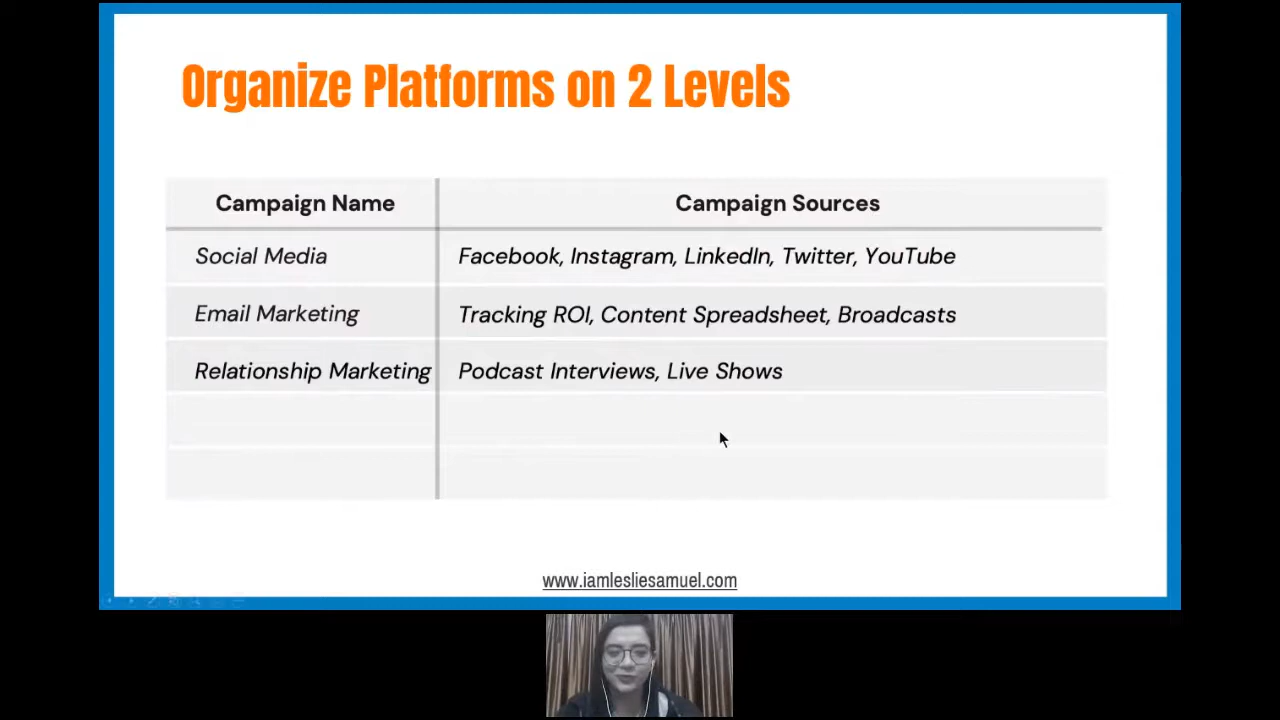 Organize Platforms on 2 Levels
Campaign Name Campaign Sources
Social Media Facebook, Instagram, LinkedIn, Twitter, YouTube
Email Marketing Tracking ROI, Content Spreadsheet, Broadcasts
Relationship Marketing Podcast Interviews, Live Shows
www.iamlesliesamuel.com